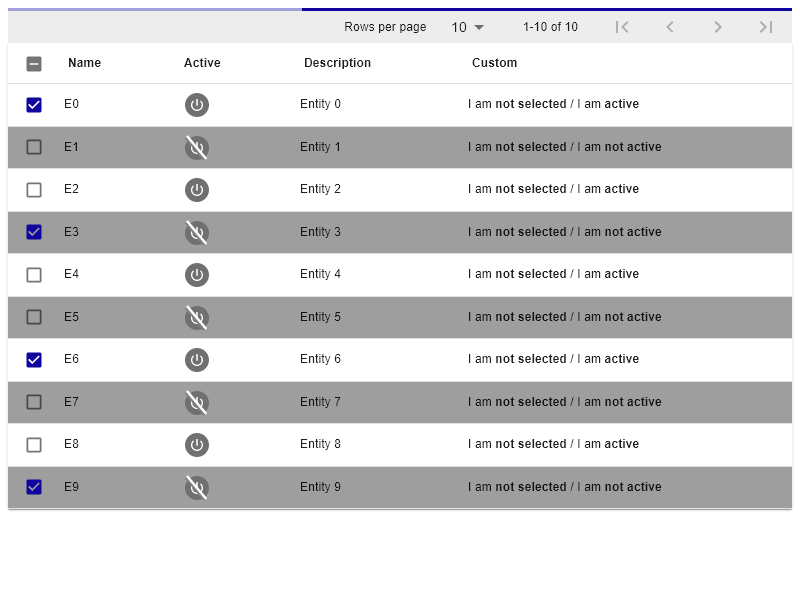 Rows per page 10 1-10 of 10
Name Active Description Custom
E0 Entity 0 I am not selected / I am active
E1 Entity 1 I am not selected / I am not active
E2 Entity 2 I am not selected / I am active
E3 Entity 3 I am not selected / I am not active
E4 Entity 4 I am not selected / I am active
E5 Entity 5 I am not selected / I am not active
E6 Entity 6 I am not selected / I am active
E7 Entity 7 I am not selected / I am not active
E8 Entity 8 I am not selected / I am active
E9 Entity 9 I am not selected / I am not active